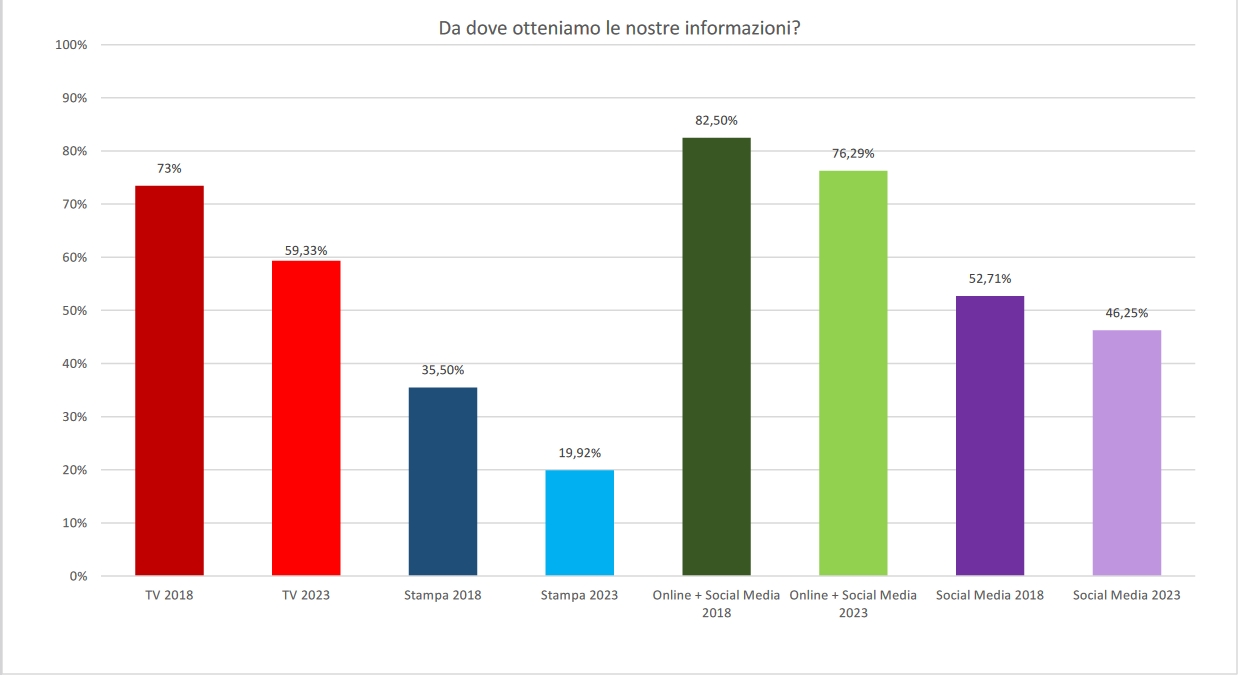 Da dove otteniamo le nostre informazioni?
100%
90%
80%
70%
60%
50%
40%
30%
20%
10%
0%
73%
59,33%
35,50%
19,92%
82,50%
76,29%
52,71%
46,25%
TV 2018
TV 2023
Stampa 2018
Stampa 2023
Online + Social Media
2018
Online + Social Media
2023
Social Media 2018
Social Media 2023